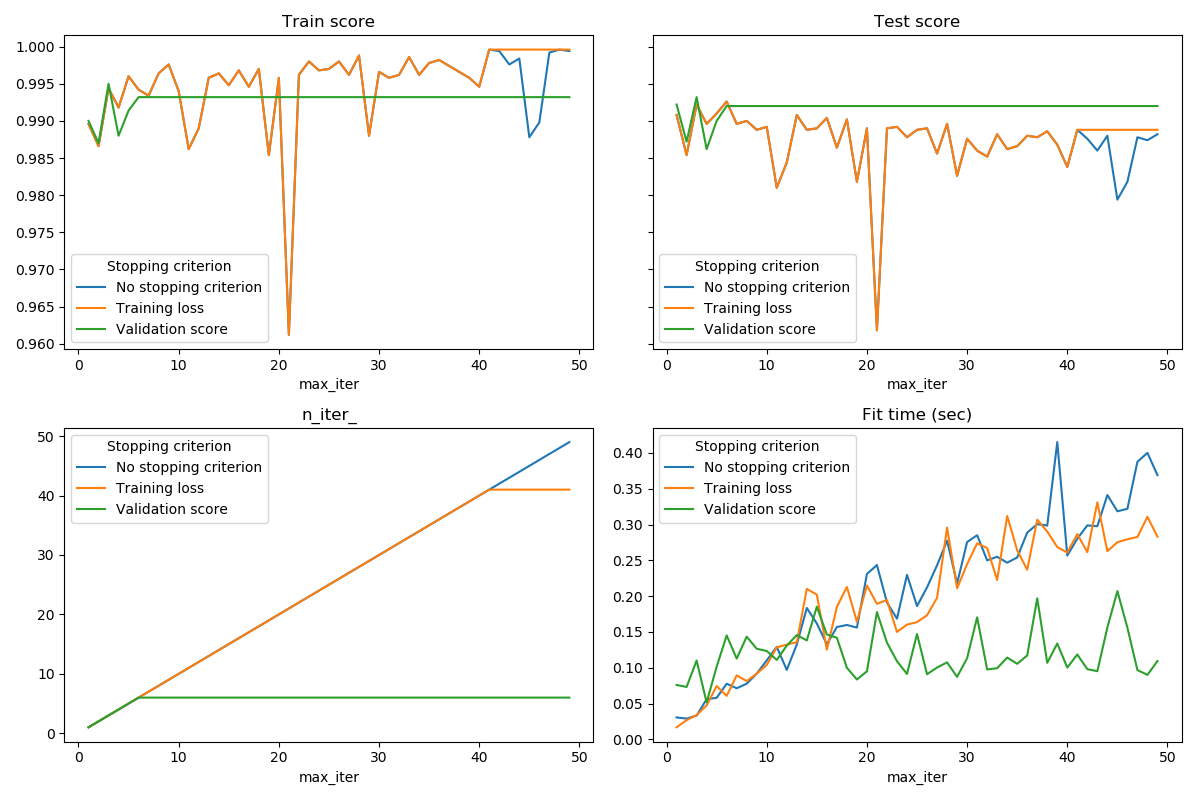 Train score
1.000
0.995
0.990
0.985
0.980
0.975
0.970
0.965
0.960
Stopping criterion
No stopping criterion
Training loss
Validation score
0 10 20 30 40 50
max_iter
Test score
Stopping criterion
No stopping criterion
Training loss
Validation score
0 10 20 30 40 50
max_iter
n_iter_
50
40
30
20
10
0
Stopping criterion
No stopping criterion
Training loss
Validation score
0 10 20 30 40 50
max_iter
Fit time (sec)
0.40
0.35
0.30
0.25
0.20
0.15
0.10
0.05
0.00
Stopping criterion
No stopping criterion
Training loss
Validation score
0 10 20 30 40 50
max_iter